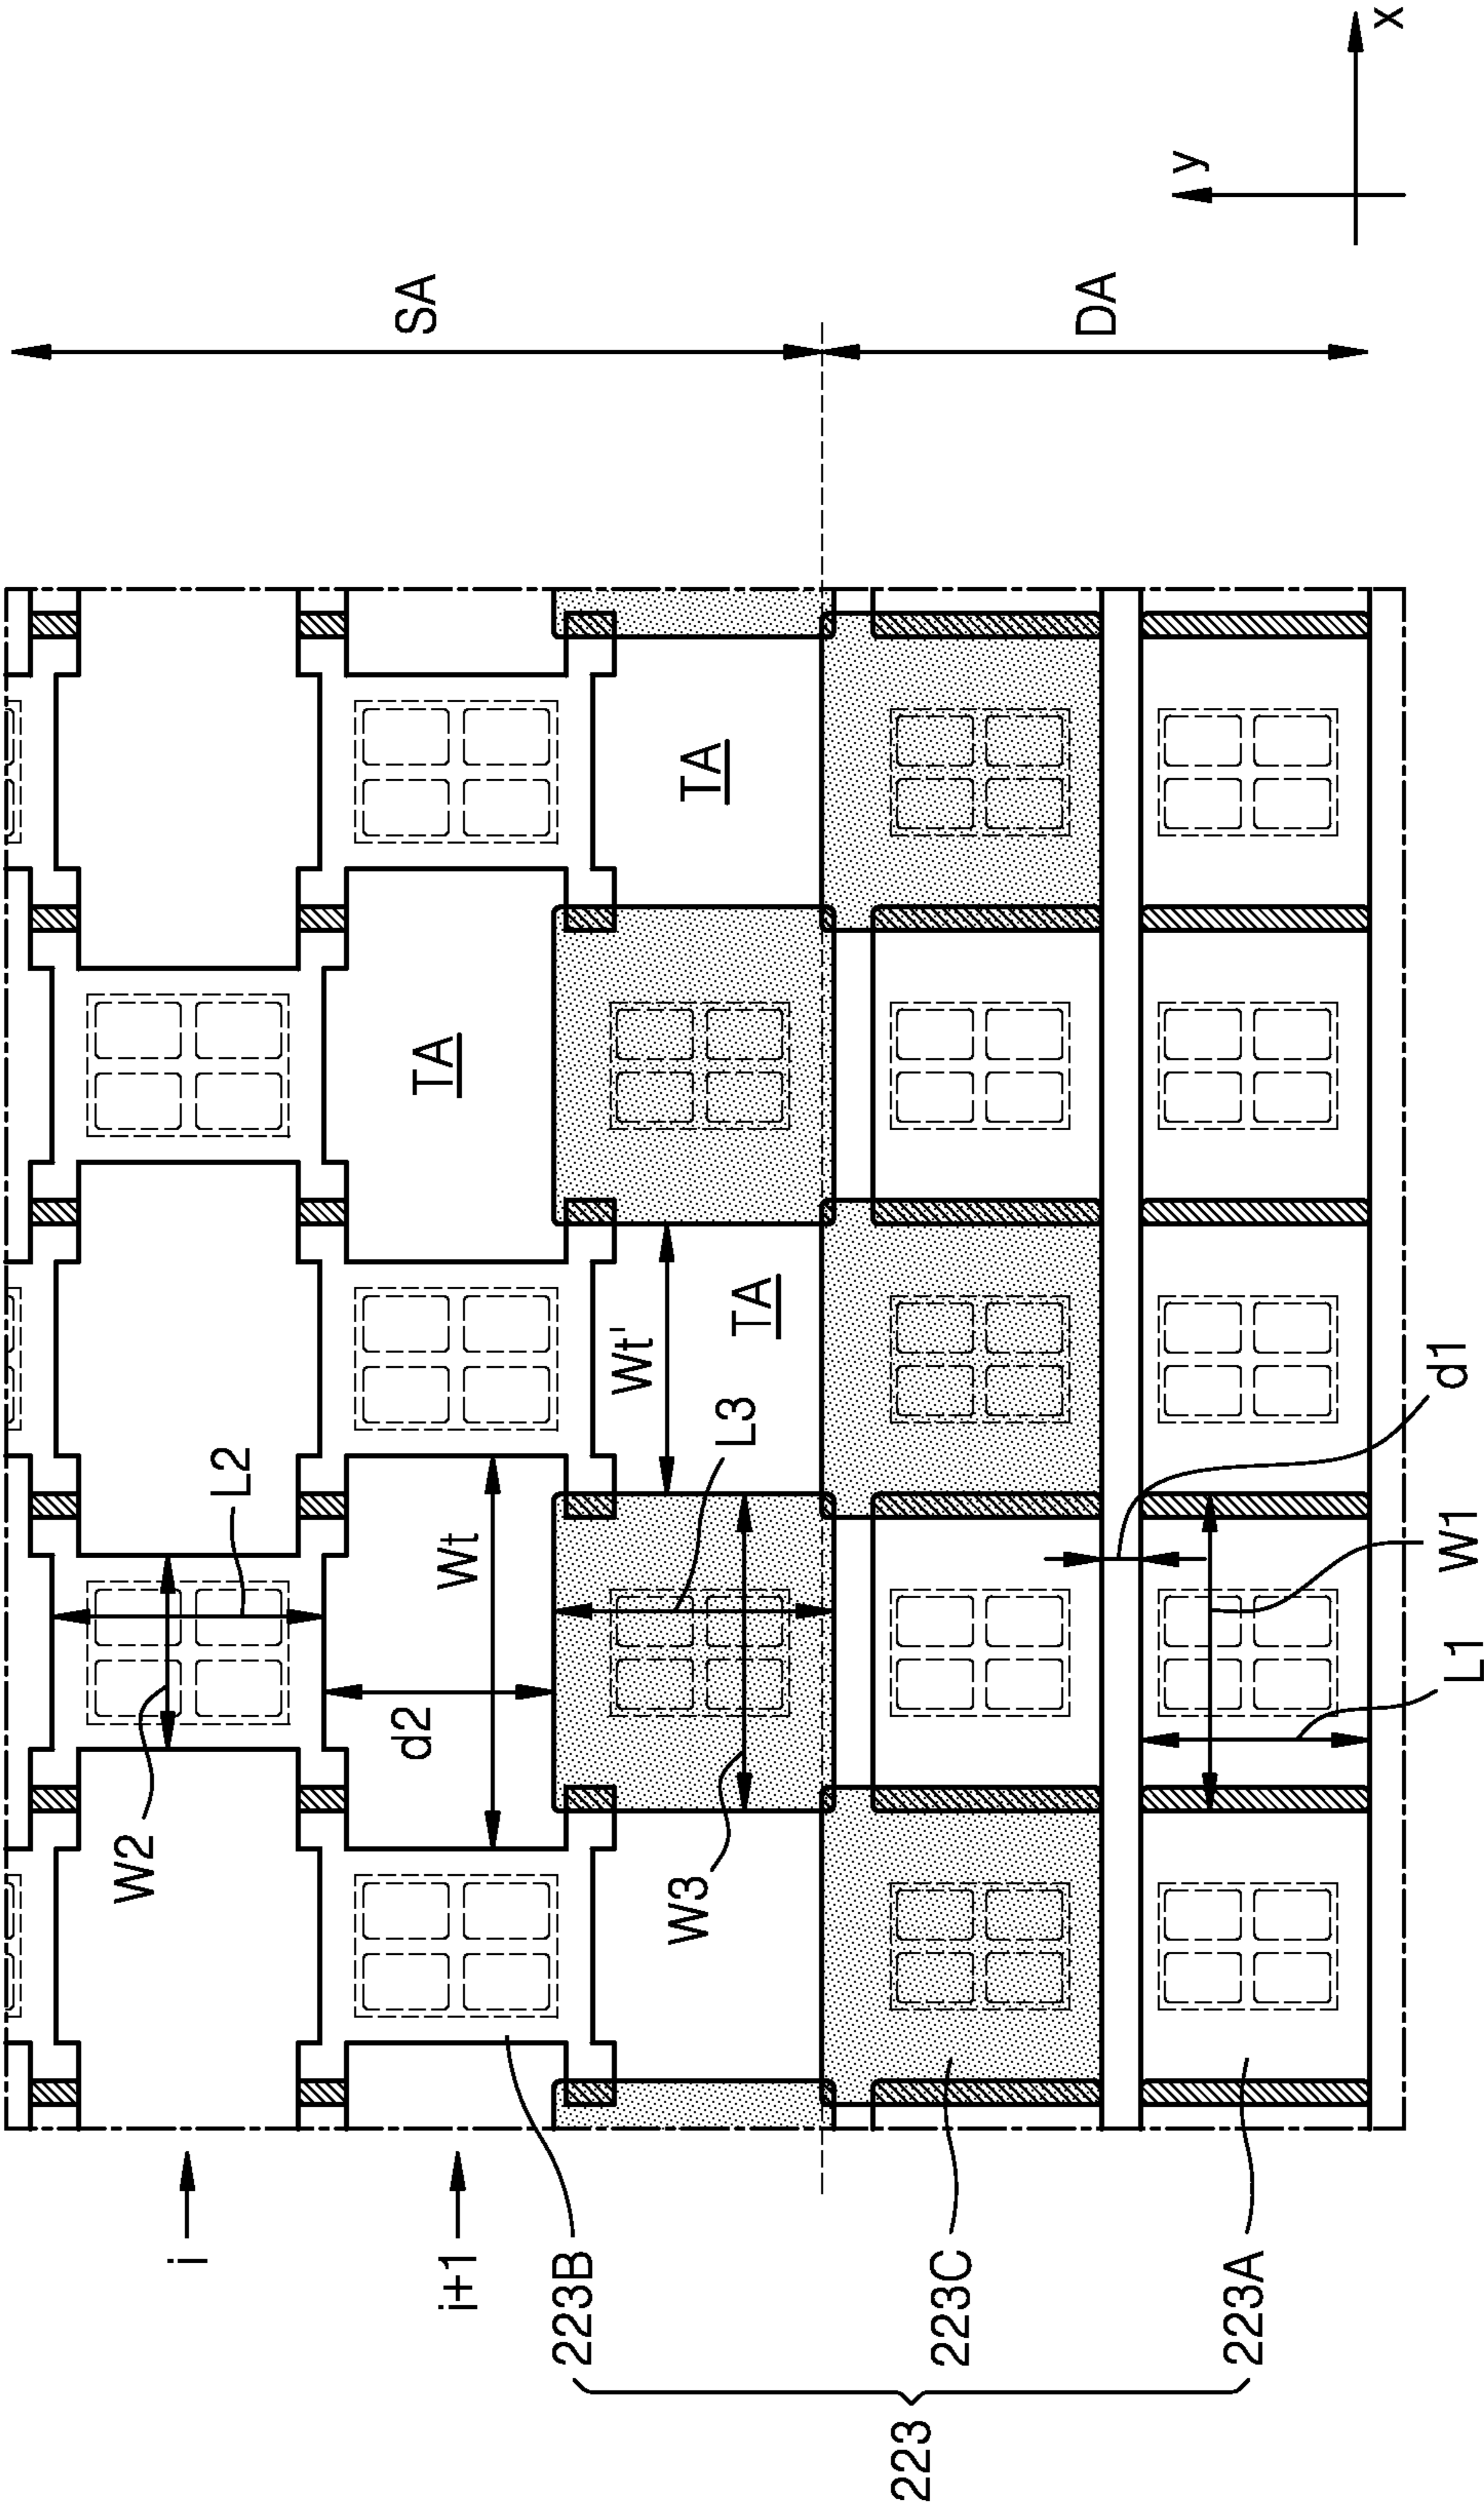 SA
DA
y
x
i
i+1
W2
L2
d2
Wt
TA
TA
Wt'
TA
L3
W3
223
223B
223C
223A
d1
W1
L1